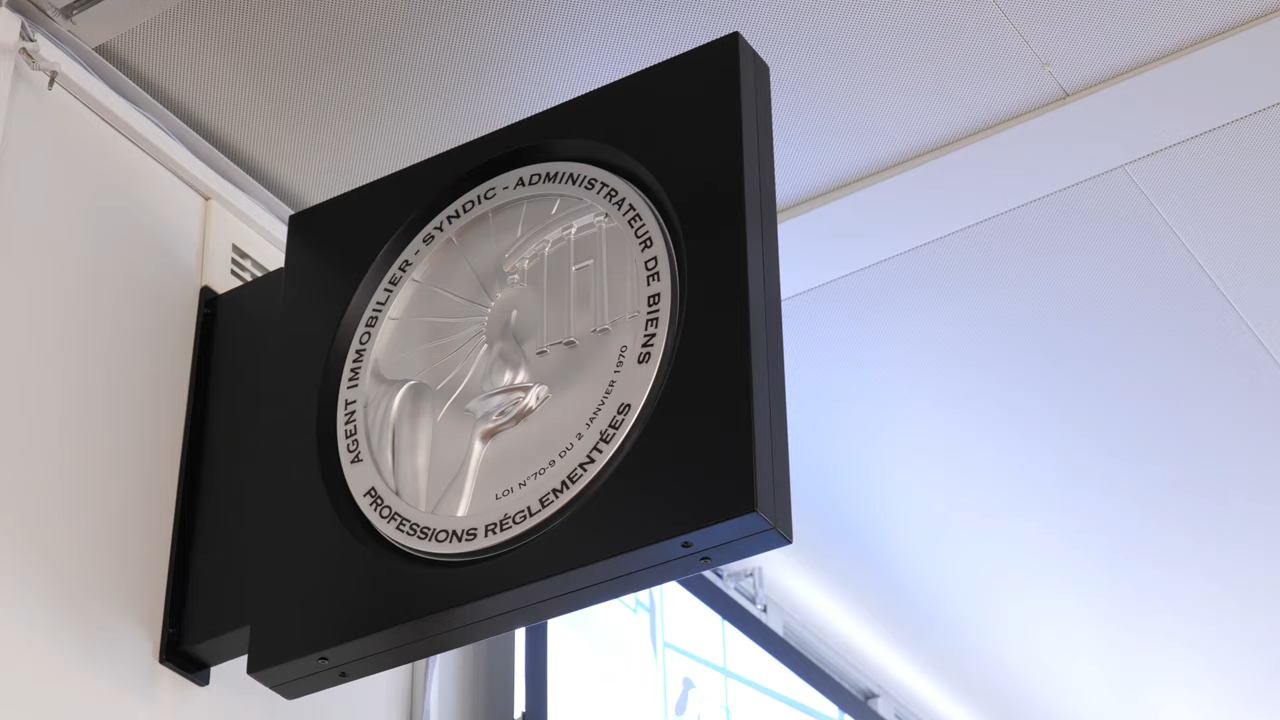 AGENT IMMOBILIER - SYNDIC - ADMINISTRATEUR DE BIENS
LOI N°70-9 DU 2 JANVIER 1970
PROFESSIONS RÉGLEMENTÉES